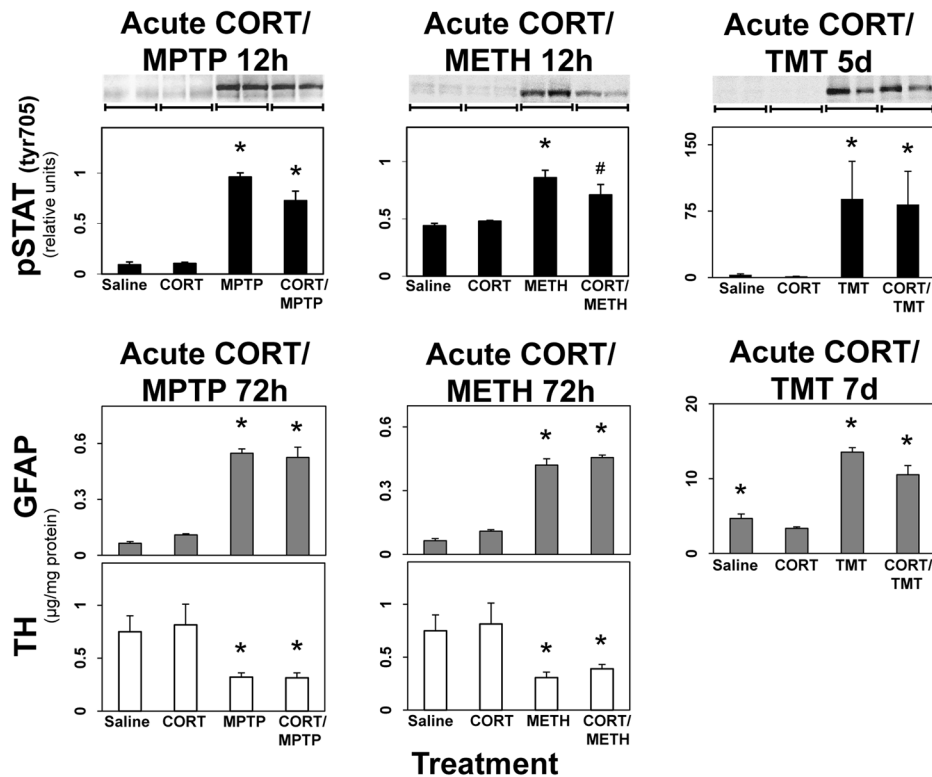 Acute CORT/
MPTP 12h
Acute CORT/
METH 12h
Acute CORT/
TMT 5d
pSTAT (tyr705)
(relative units)
1
0.5
0
*
*
Saline CORT MPTP CORT/
MPTP
1
0.5
0
*
#
Saline CORT METH CORT/
METH
150
75
0
*
*
Saline CORT TMT CORT/
TMT
Acute CORT/
MPTP 72h
Acute CORT/
METH 72h
Acute CORT/
TMT 7d
GFAP
0.6
0.3
0
*
*
0.6
0.3
0
*
*
20
10
0
*
*
*
Saline CORT TMT CORT/
TMT
TH
(µg/mg protein)
1
0.5
0
*
*
Saline CORT MPTP CORT/
MPTP
1
0.5
0
*
*
Saline CORT METH CORT/
METH
Treatment